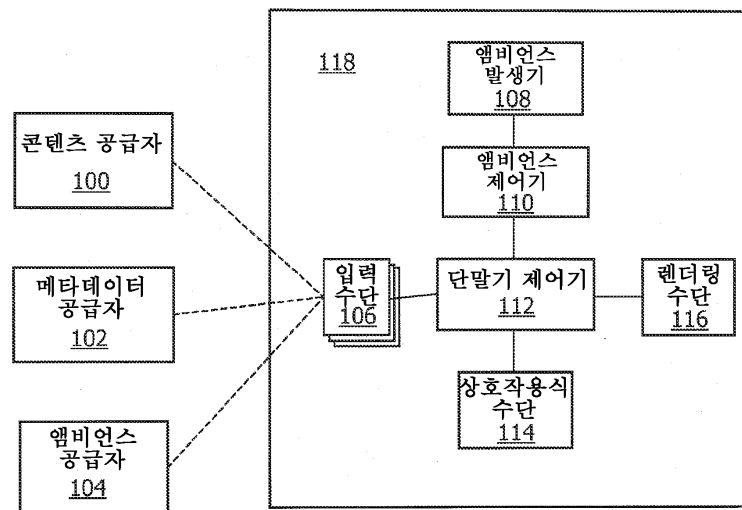 118
앰비언스
발생기
108
콘텐츠 공급자
100
앰비언스
제어기
110
메타데이터
공급자
102
입력
수단
106
단말기 제어기
112
렌더링
수단
116
상호작용식
수단
114
앰비언스
공급자
104